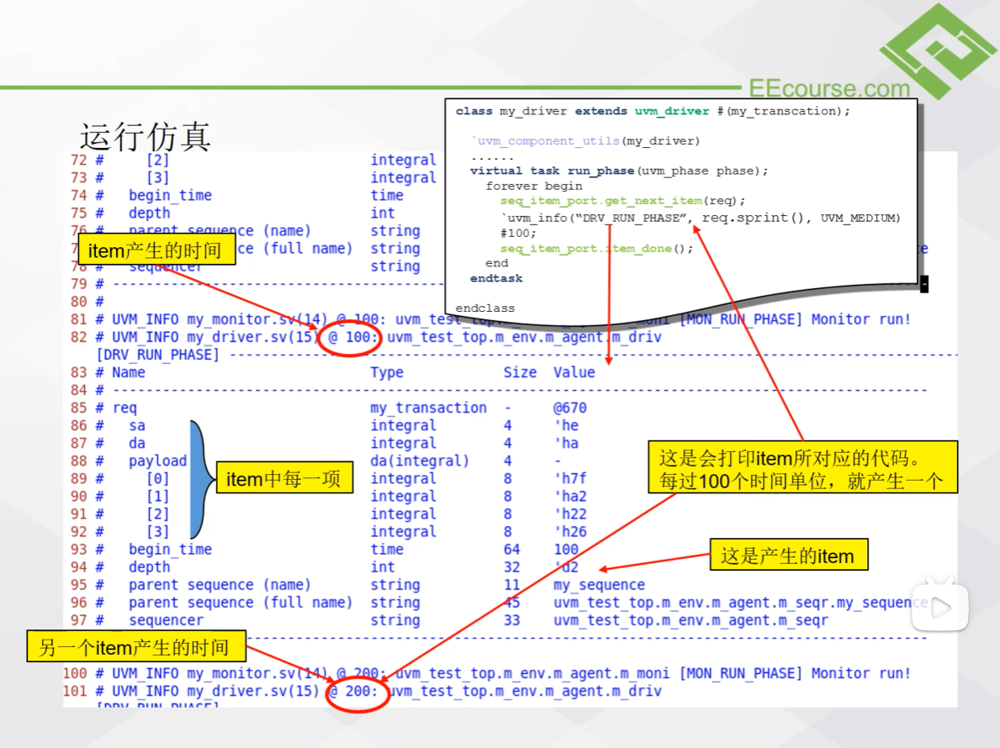 EEcourse.com
运行仿真
class my_driver extends uvm_driver #(my_transcation);
`uvm_component_utils(my_driver)
......
virtual task run_phase(uvm_phase phase);
forever begin
seq_item_port.get_next_item(req);
`uvm_info(“DRV_RUN_PHASE”, req.sprint(), UVM_MEDIUM)
#100;
seq_item_port.item_done();
end
endtask
endclass
72 # [2] integral
73 # [3] integral
74 # begin_time time
75 # depth int
76 # parent sequence (name) string
(full name) string
item产生的时间
78 # sequencer string
79 # ----------------------------------------
80 #
81 # UVM_INFO my_monitor.sv(14) @ 100: [MON_RUN_PHASE] Monitor run!
82 # UVM_INFO my_driver.sv(15) @ 100: uvm_test_top.m_env.m_agent.m_driv
[DRV_RUN_PHASE] ----------------------------------------
83 # Name Type Size Value
84 # ----------------------------------------
85 # req my_transaction - @670
86 # sa integral 4 'he
87 # da integral 4 'ha
88 # payload da(integral) 4 -
89 # [0] integral 8 'h7f
90 # [1] integral 8 'ha2
91 # [2] integral 8 'h22
92 # [3] integral 8 'h26
item中每一项
这是会打印item所对应的代码。
每过100个时间单位，就产生一个
93 # begin_time time 64 100
94 # depth int 32 'd2
这是产生的item
95 # parent sequence (name) string 11 my_sequence
96 # parent sequence (full name) string 45 uvm_test_top.m_env.m_agent.m_seqr.my_sequence
97 # sequencer string 33 uvm_test_top.m_env.m_agent.m_seqr
另一个item产生的时间
100 # UVM_INFO my_monitor.sv(14) @ 200: uvm_test_top.m_env.m_agent.m_moni [MON_RUN_PHASE] Monitor run!
101 # UVM_INFO my_driver.sv(15) @ 200: uvm_test_top.m_env.m_agent.m_driv
[DRV_RUN_PHASE]